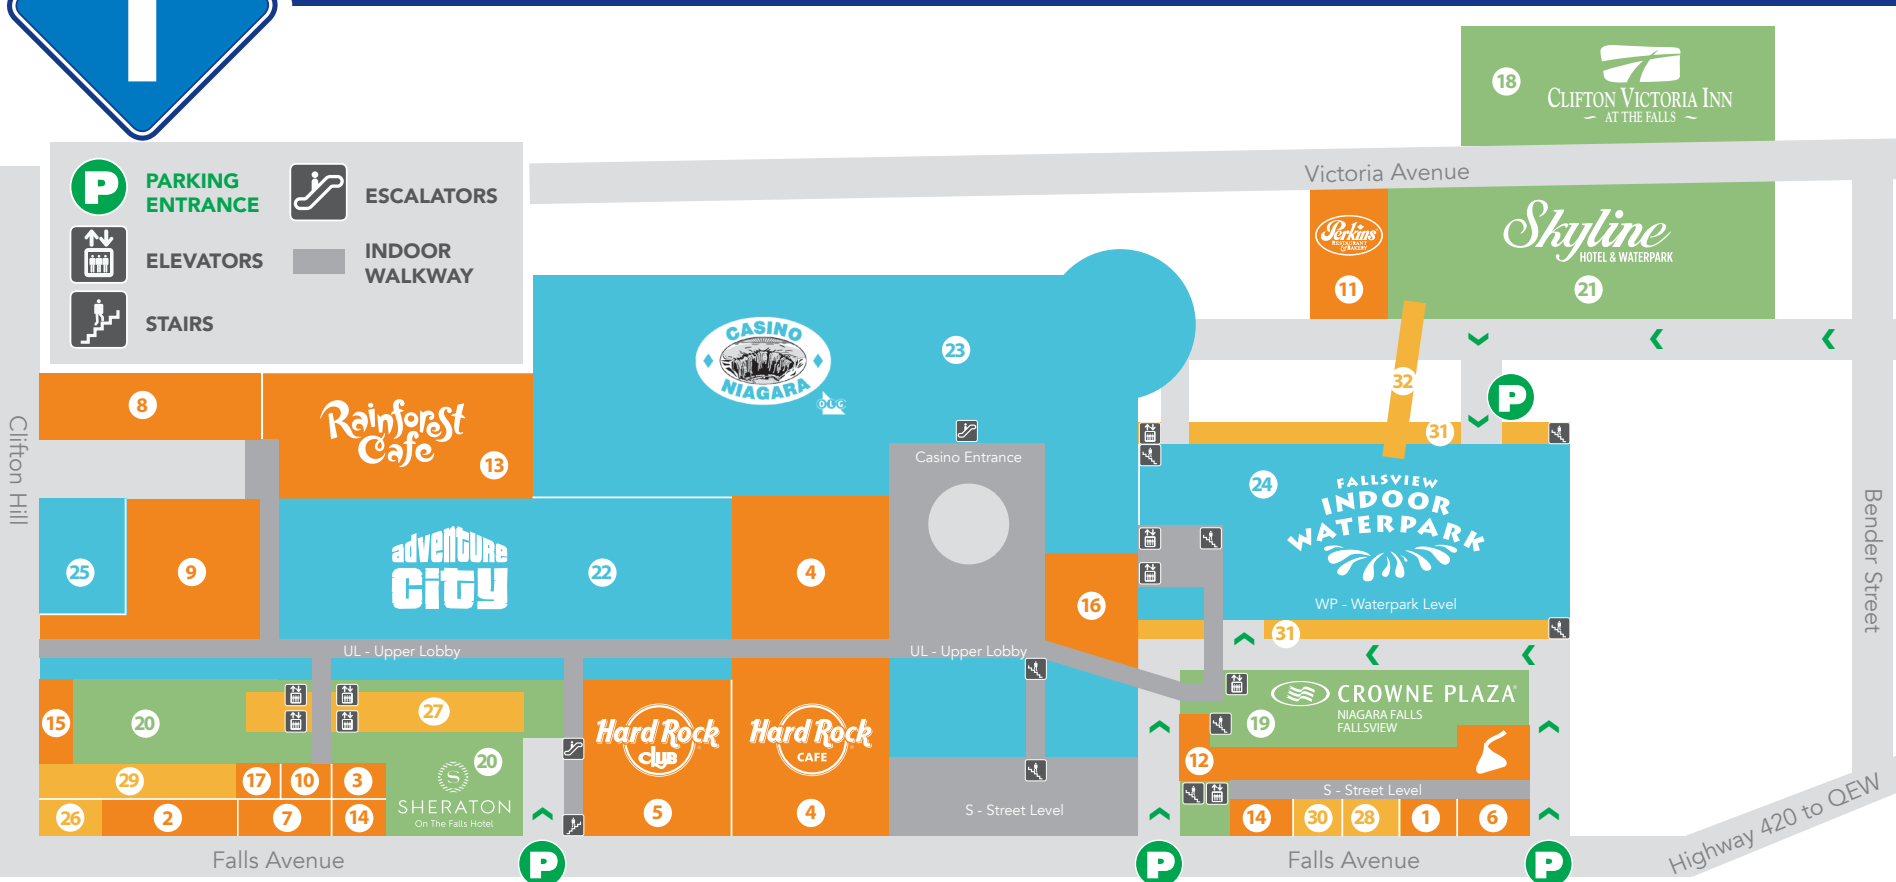 18
CLIFTON VICTORIA INN
AT THE FALLS
P
PARKING
ENTRANCE
ESCALATORS
ELEVATORS
INDOOR
WALKWAY
STAIRS
Victoria Avenue
Perkins
RESTAURANT
& BAKERY
11
Skyline
HOTEL & WATERPARK
21
CASINO
NIAGARA
OLG
23
32
P
8
Rainforest
Cafe
13
Casino Entrance
31
24
FALLSVIEW
INDOOR
WATERPARK
WP - Waterpark Level
Clifton Hill
25
9
adventure
city
22
4
16
31
Bender Street
UL - Upper Lobby
UL - Upper Lobby
15
20
27
Hard Rock
club
5
Hard Rock
CAFE
4
CROWNE PLAZA
NIAGARA FALLS
FALLSVIEW
19
12
29
17
10
3
20
S
SHERATON
On The Falls Hotel
26
2
7
14
S - Street Level
S - Street Level
14
30
28
1
6
Falls Avenue
P
P
Falls Avenue
P
Highway 420 to QEW